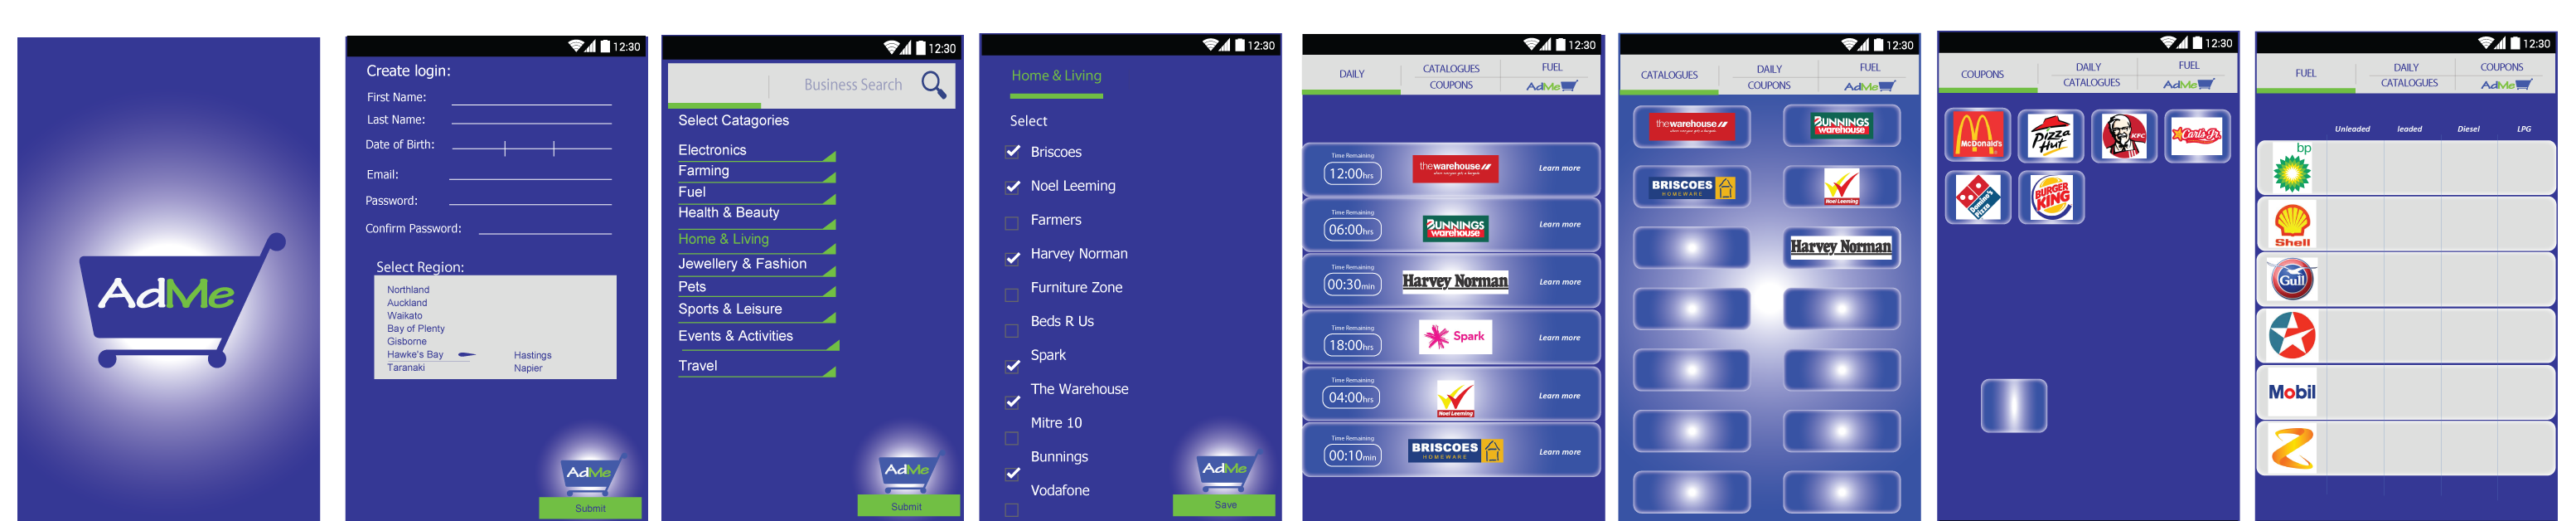 AdMe
12:30
Create login:
First Name:
Last Name:
Date of Birth:
Email:
Password:
Confirm Password:
Select Region:
Northland
Auckland
Waikato
Bay of Plenty
Gisborne
Hawke's Bay
Hastings
Taranaki
Napier
AdMe
Submit
12:30
Business Search
Select Catagories
Electronics
Farming
Fuel
Health & Beauty
Home & Living
Jewellery & Fashion
Pets
Sports & Leisure
Events & Activities
Travel
AdMe
Submit
12:30
Home & Living
Select
Briscoes
Noel Leeming
Farmers
Harvey Norman
Furniture Zone
Beds R Us
Spark
The Warehouse
Mitre 10
Bunnings
Vodafone
AdMe
Save
12:30
DAILY
CATALOGUES
FUEL
COUPONS
AdMe
Time Remaining
12:00hrs
the warehouse
Learn more
Time Remaining
06:00hrs
BUNNINGS
warehouse
Learn more
Time Remaining
00:30min
Harvey Norman
Learn more
Time Remaining
18:00hrs
Spark
Learn more
Time Remaining
04:00hrs
Noel Leeming
Learn more
Time Remaining
00:10min
BRISCOES
HOMEWARE
Learn more
12:30
CATALOGUES
DAILY
FUEL
COUPONS
AdMe
the warehouse
BUNNINGS
warehouse
BRISCOES
HOMEWARE
Noel Leeming
Harvey Norman
12:30
COUPONS
DAILY
FUEL
CATALOGUES
AdMe
McDonald's
Pizza
Hut
KFC
Carl's Jr.
Domino's
Pizza
BURGER
KING
12:30
FUEL
DAILY
COUPONS
CATALOGUES
AdMe
Unleaded
leaded
Diesel
LPG
bp
Shell
Gull
Mobil